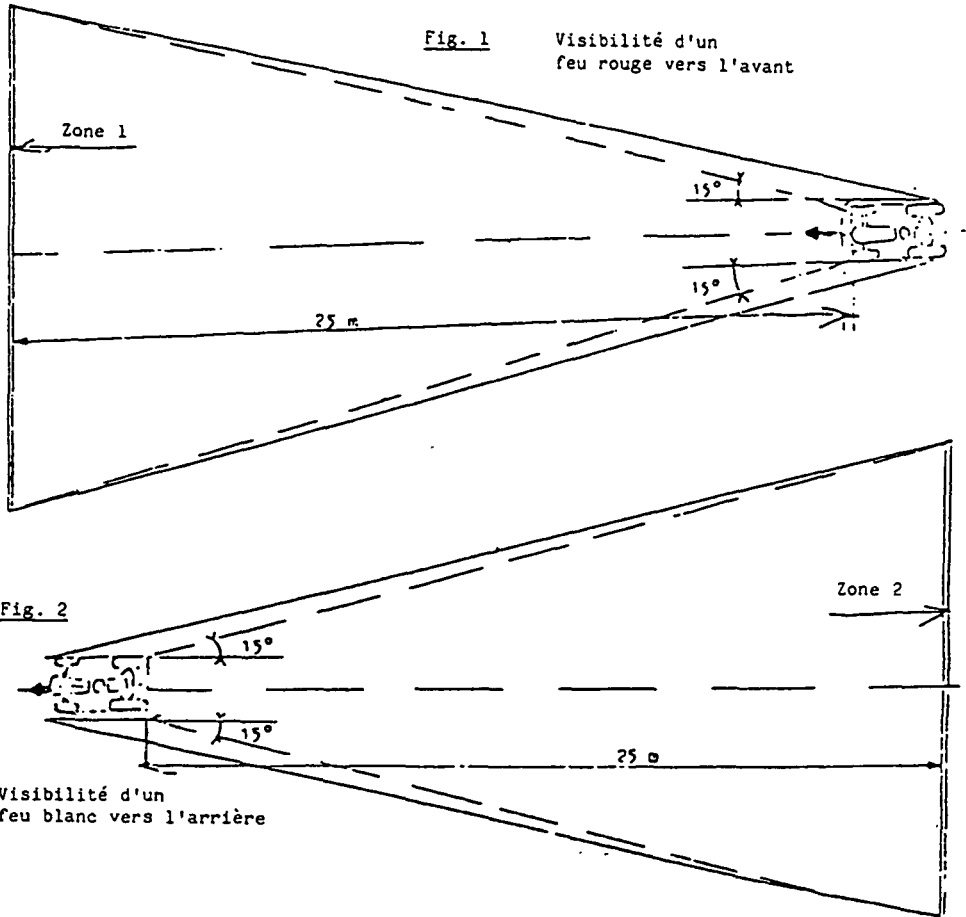 Fig. 1
Visibilité d'un
feu rouge vers l'avant
Zone 1
15°
15°
25 m
Fig. 2
Zone 2
15°
15°
25 m
Visibilité d'un
feu blanc vers l'arrière